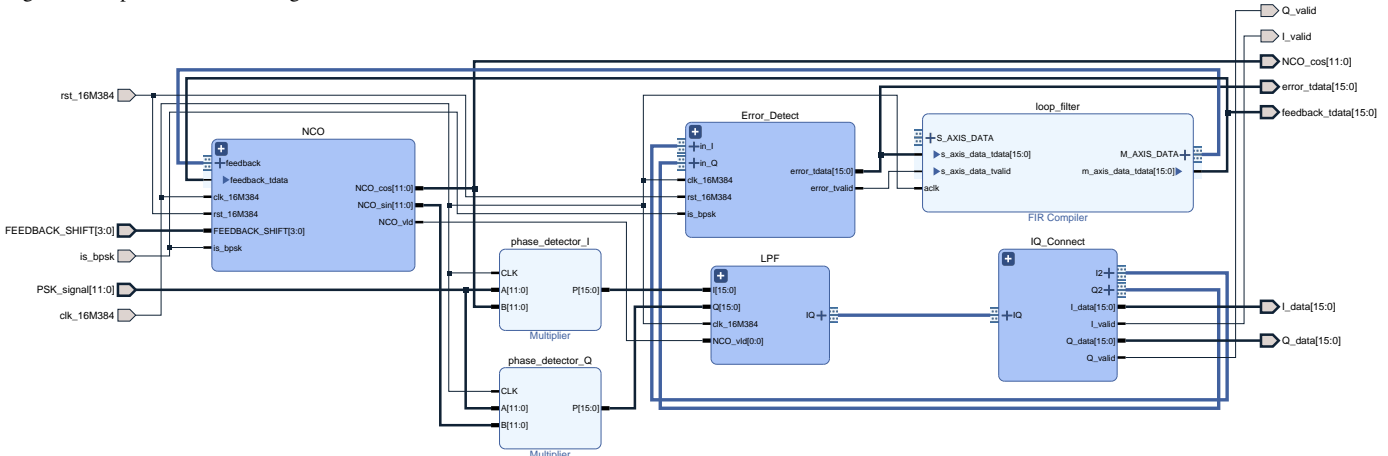 Q_valid
I_valid
NCO_cos[11:0]
error_tdata[15:0]
feedback_tdata[15:0]
rst_16M384
FEEDBACK_SHIFT[3:0]
is_bpsk
PSK_signal[11:0]
clk_16M384
NCO
feedback
feedback_tdata
clk_16M384
rst_16M384
FEEDBACK_SHIFT[3:0]
is_bpsk
NCO_cos[11:0]
NCO_sin[11:0]
NCO_vld
Error_Detect
in_I
in_Q
clk_16M384
rst_16M384
is_bpsk
error_tdata[15:0]
error_tvalid
loop_filter
S_AXIS_DATA
s_axis_data_tdata[15:0]
s_axis_data_tvalid
aclk
M_AXIS_DATA
m_axis_data_tdata[15:0]
FIR Compiler
phase_detector_I
CLK
A[11:0]
B[11:0]
P[15:0]
Multiplier
phase_detector_Q
CLK
A[11:0]
B[11:0]
P[15:0]
Multiplier
LPF
I[15:0]
Q[15:0]
clk_16M384
NCO_vld[0:0]
IQ
IQ_Connect
IQ
I2
Q2
I_data[15:0]
I_valid
Q_data[15:0]
Q_valid
I_data[15:0]
Q_data[15:0]